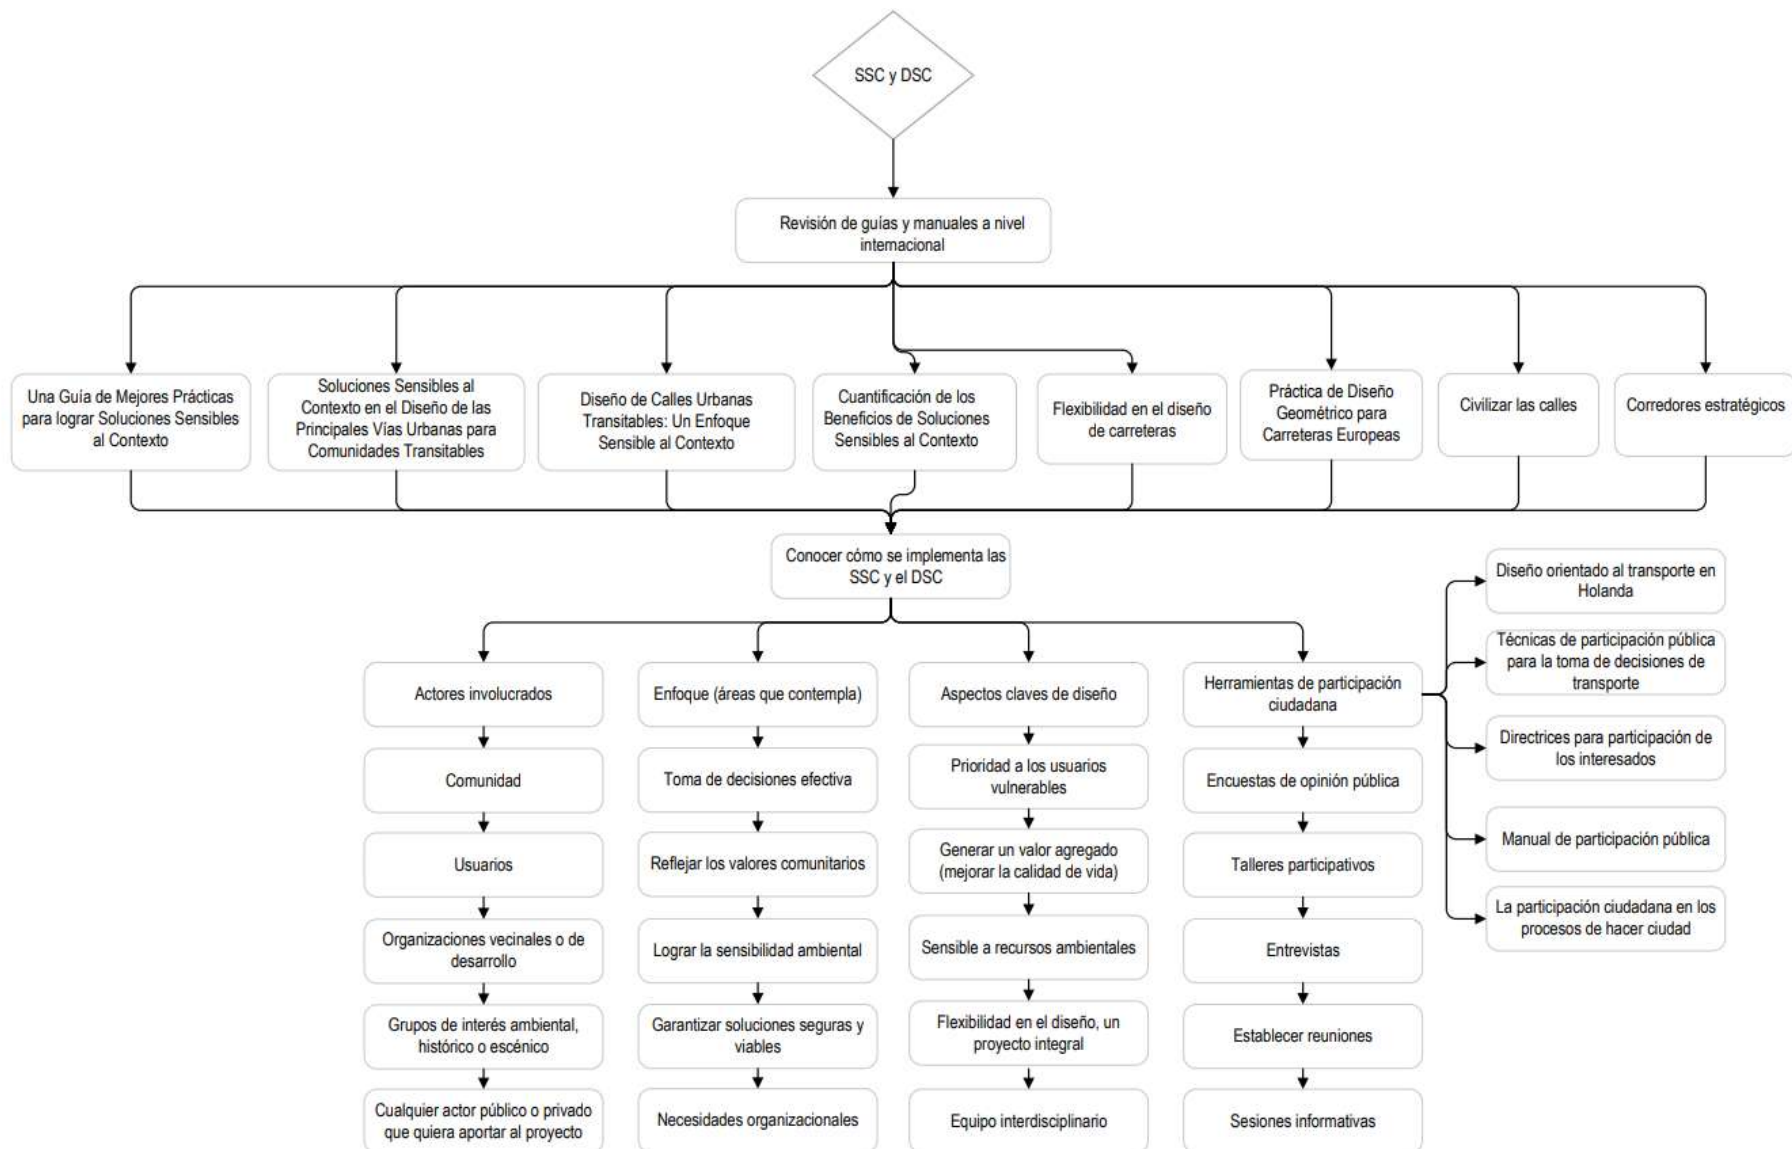 SSC y DSC
Revisión de guías y manuales a nivel
internacional
Una Guía de Mejores Prácticas
para lograr Soluciones Sensibles
al Contexto
Soluciones Sensibles al
Contexto en el Diseño de las
Principales Vías Urbanas para
Comunidades Transitables
Diseño de Calles Urbanas
Transitables: Un Enfoque
Sensible al Contexto
Cuantificación de los
Beneficios de Soluciones
Sensibles al Contexto
Flexibilidad en el diseño
de carreteras
Práctica de Diseño
Geométrico para
Carreteras Europeas
Civilizar las calles
Corredores estratégicos
Conocer cómo se implementa las
SSC y el DSC
Actores involucrados
Comunidad
Usuarios
Organizaciones vecinales o de
desarrollo
Grupos de interés ambiental,
histórico o escénico
Cualquier actor público o privado
que quiera aportar al proyecto
Enfoque (áreas que contempla)
Toma de decisiones efectiva
Reflejar los valores comunitarios
Lograr la sensibilidad ambiental
Garantizar soluciones seguras y
viables
Necesidades organizacionales
Aspectos claves de diseño
Prioridad a los usuarios
vulnerables
Generar un valor agregado
(mejorar la calidad de vida)
Sensible a recursos ambientales
Flexibilidad en el diseño, un
proyecto integral
Equipo interdisciplinario
Herramientas de participación
ciudadana
Encuestas de opinión pública
Talleres participativos
Entrevistas
Establecer reuniones
Sesiones informativas
Diseño orientado al transporte en
Holanda
Técnicas de participación pública
para la toma de decisiones de
transporte
Directrices para participación de
los interesados
Manual de participación pública
La participación ciudadana en los
procesos de hacer ciudad